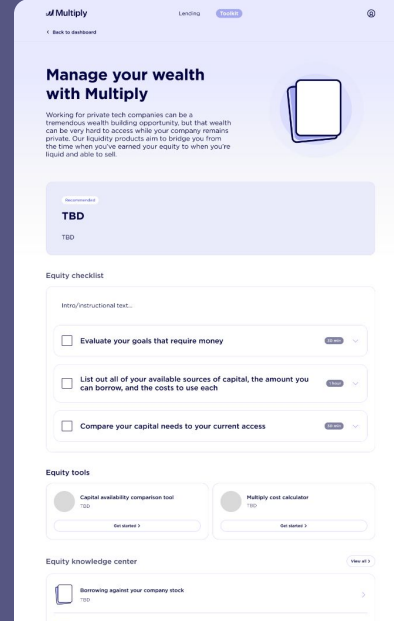 Multiply
Lending
Toolkit
Back to dashboard
Manage your wealth
with Multiply
Working for private tech companies can be a
tremendous wealth building opportunity, but that wealth
can be very hard to access while your company remains
private. Our liquidity products aim to bridge you from
the time when you've earned your equity to when you're
liquid and able to sell.
Recommended
TBD
TBD
Equity checklist
Intro/instructional text...
Evaluate your goals that require money
30 min
List out all of your available sources of capital, the amount you
can borrow, and the costs to use each
1 hour
Compare your capital needs to your current access
30 min
Equity tools
Capital availability comparison tool
TBD
Get started
Multiply cost calculator
TBD
Get started
Equity knowledge center
View all
Borrowing against your company stock
TBD